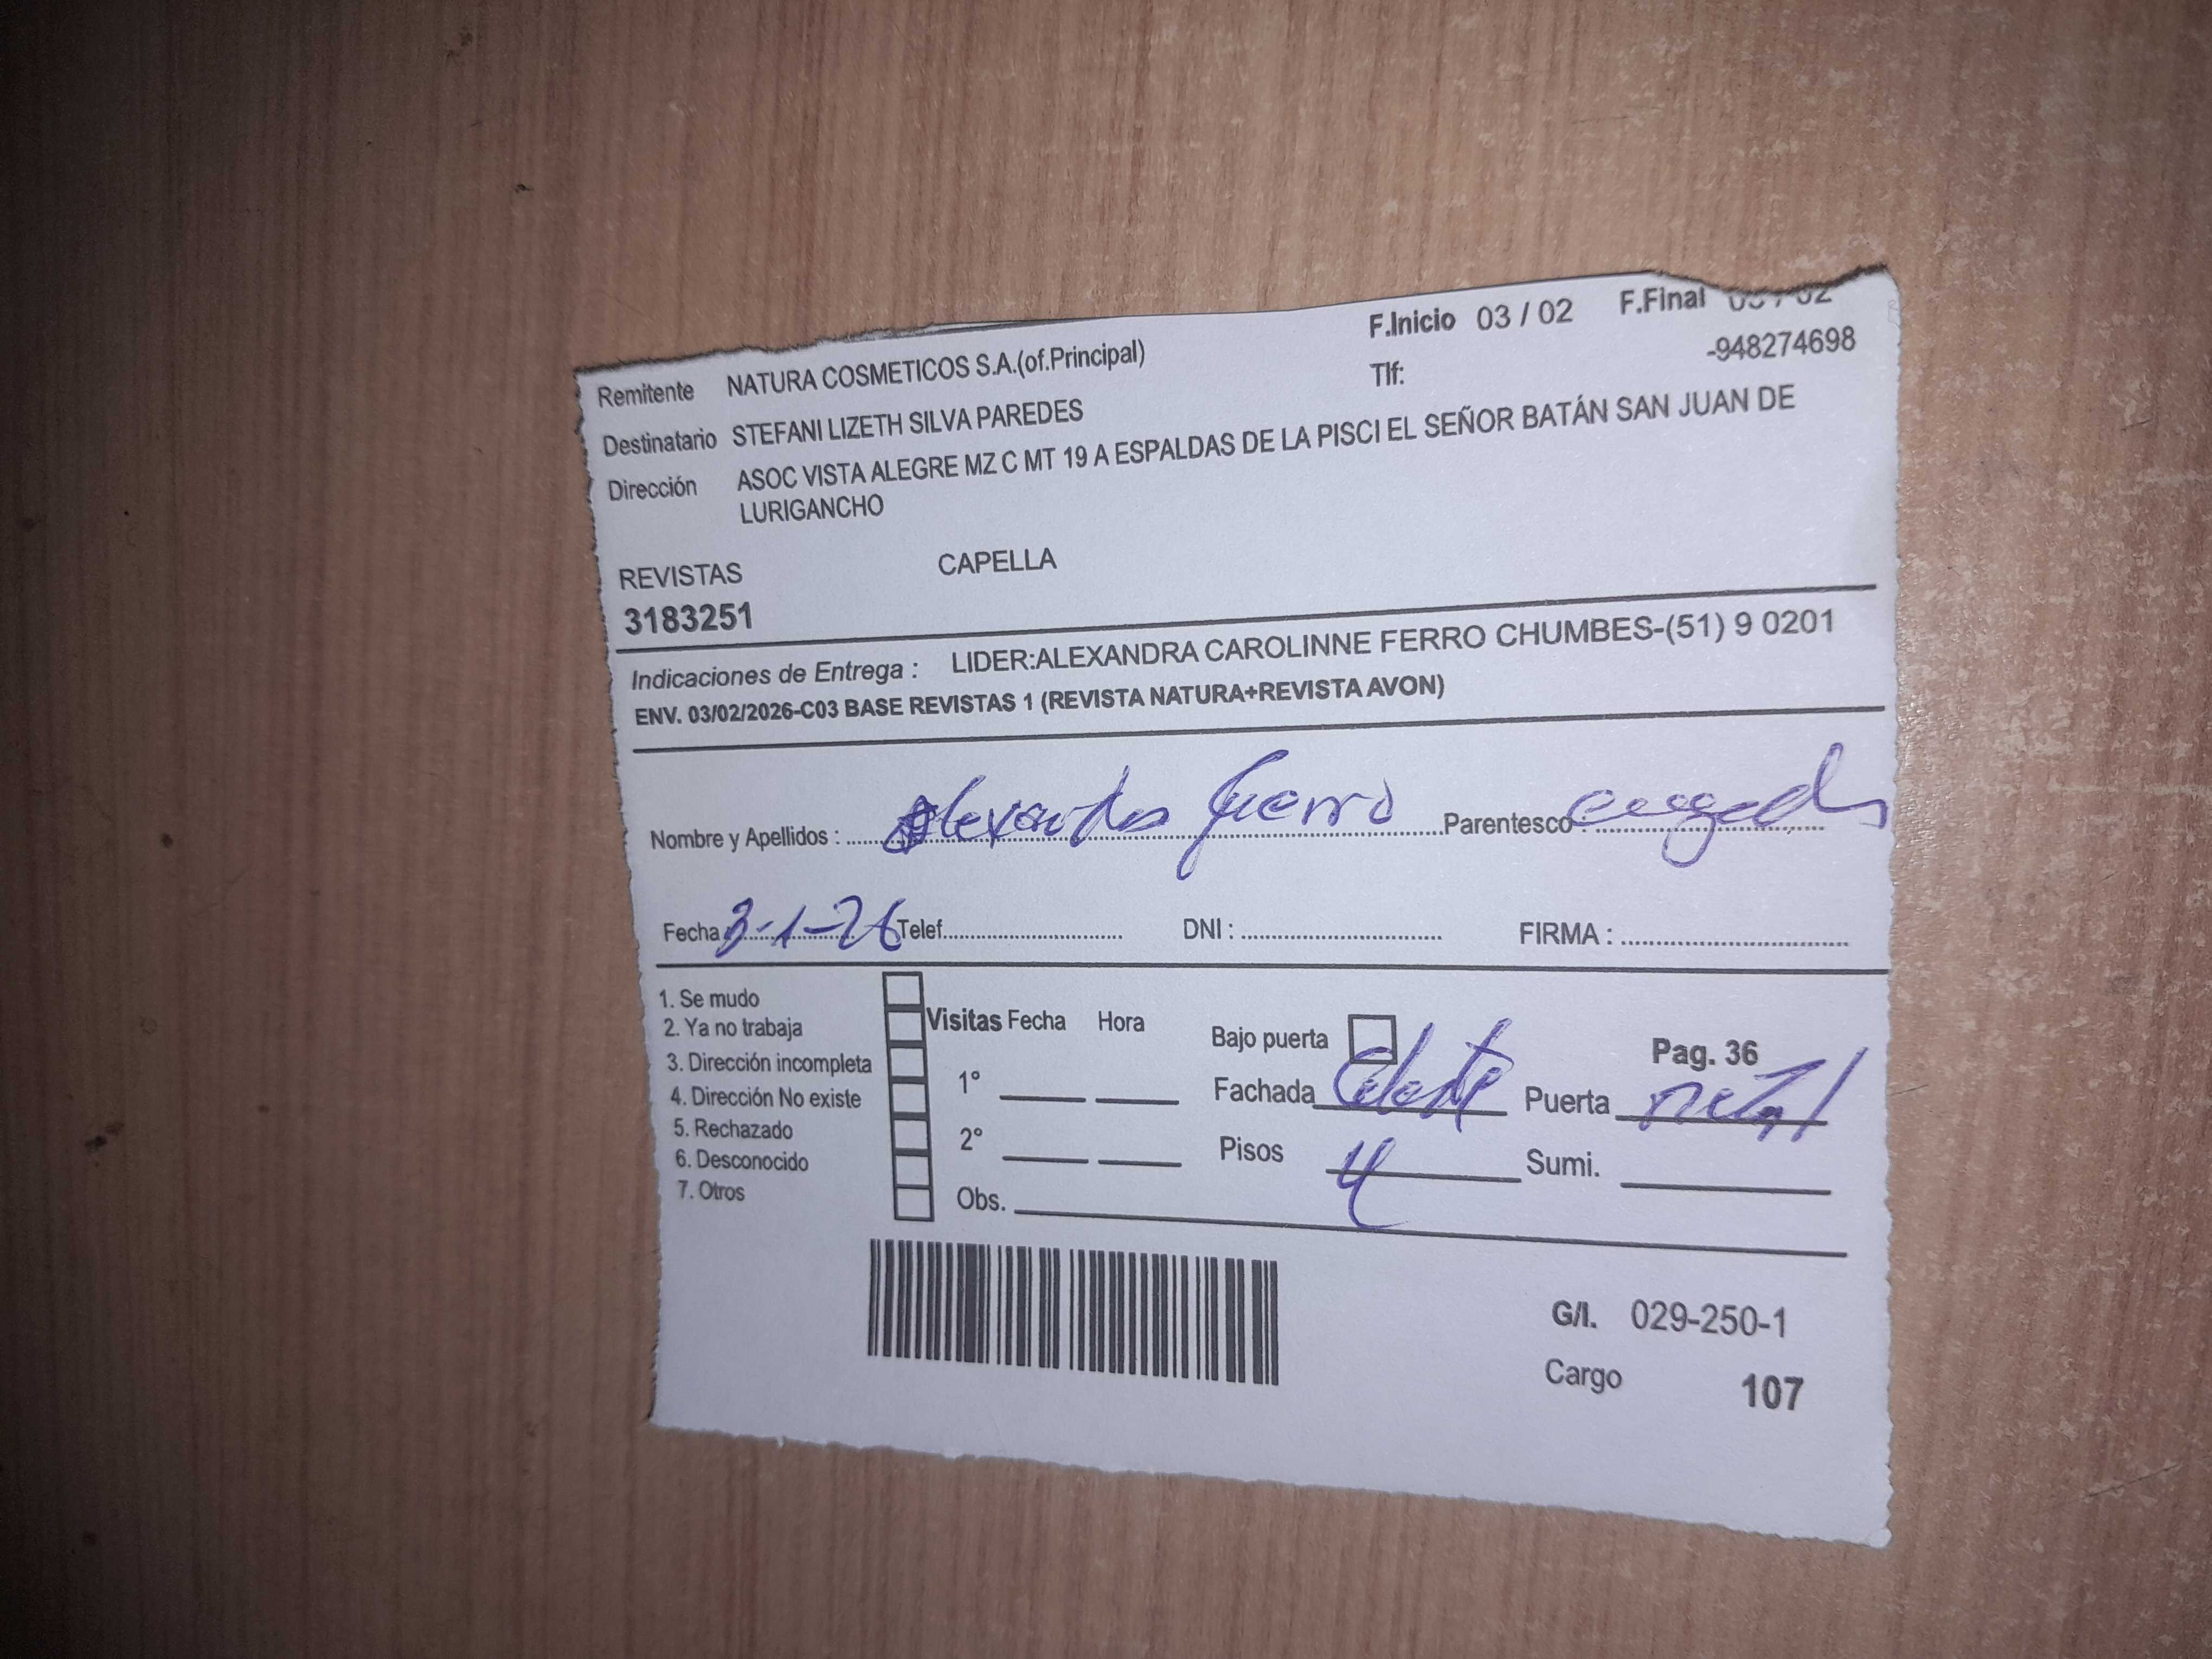 F.Inicio 03 / 02 F.Final
Remitente NATURA COSMETICOS S.A.(of.Principal) Tlf: -948274698
Destinatario STEFANI LIZETH SILVA PAREDES
Dirección ASOC VISTA ALEGRE MZ C MT 19 A ESPALDAS DE LA PISCI EL SEÑOR BATÁN SAN JUAN DE
LURIGANCHO
REVISTAS CAPELLA
3183251
Indicaciones de Entrega : LIDER:ALEXANDRA CAROLINNE FERRO CHUMBES-(51) 9 0201
ENV. 03/02/2026-C03 BASE REVISTAS 1 (REVISTA NATURA+REVISTA AVON)
Nombre y Apellidos : Parentesco :
Fecha 3-1-26 Telef. DNI : FIRMA :
1. Se mudo
2. Ya no trabaja
3. Dirección incompleta
4. Dirección No existe
5. Rechazado
6. Desconocido
7. Otros
Visitas Fecha Hora
1°
2°
Obs.
Bajo puerta Pag. 36
Fachada Celeste Puerta metal
Pisos 4 Sumi.
G/I. 029-250-1
Cargo 107